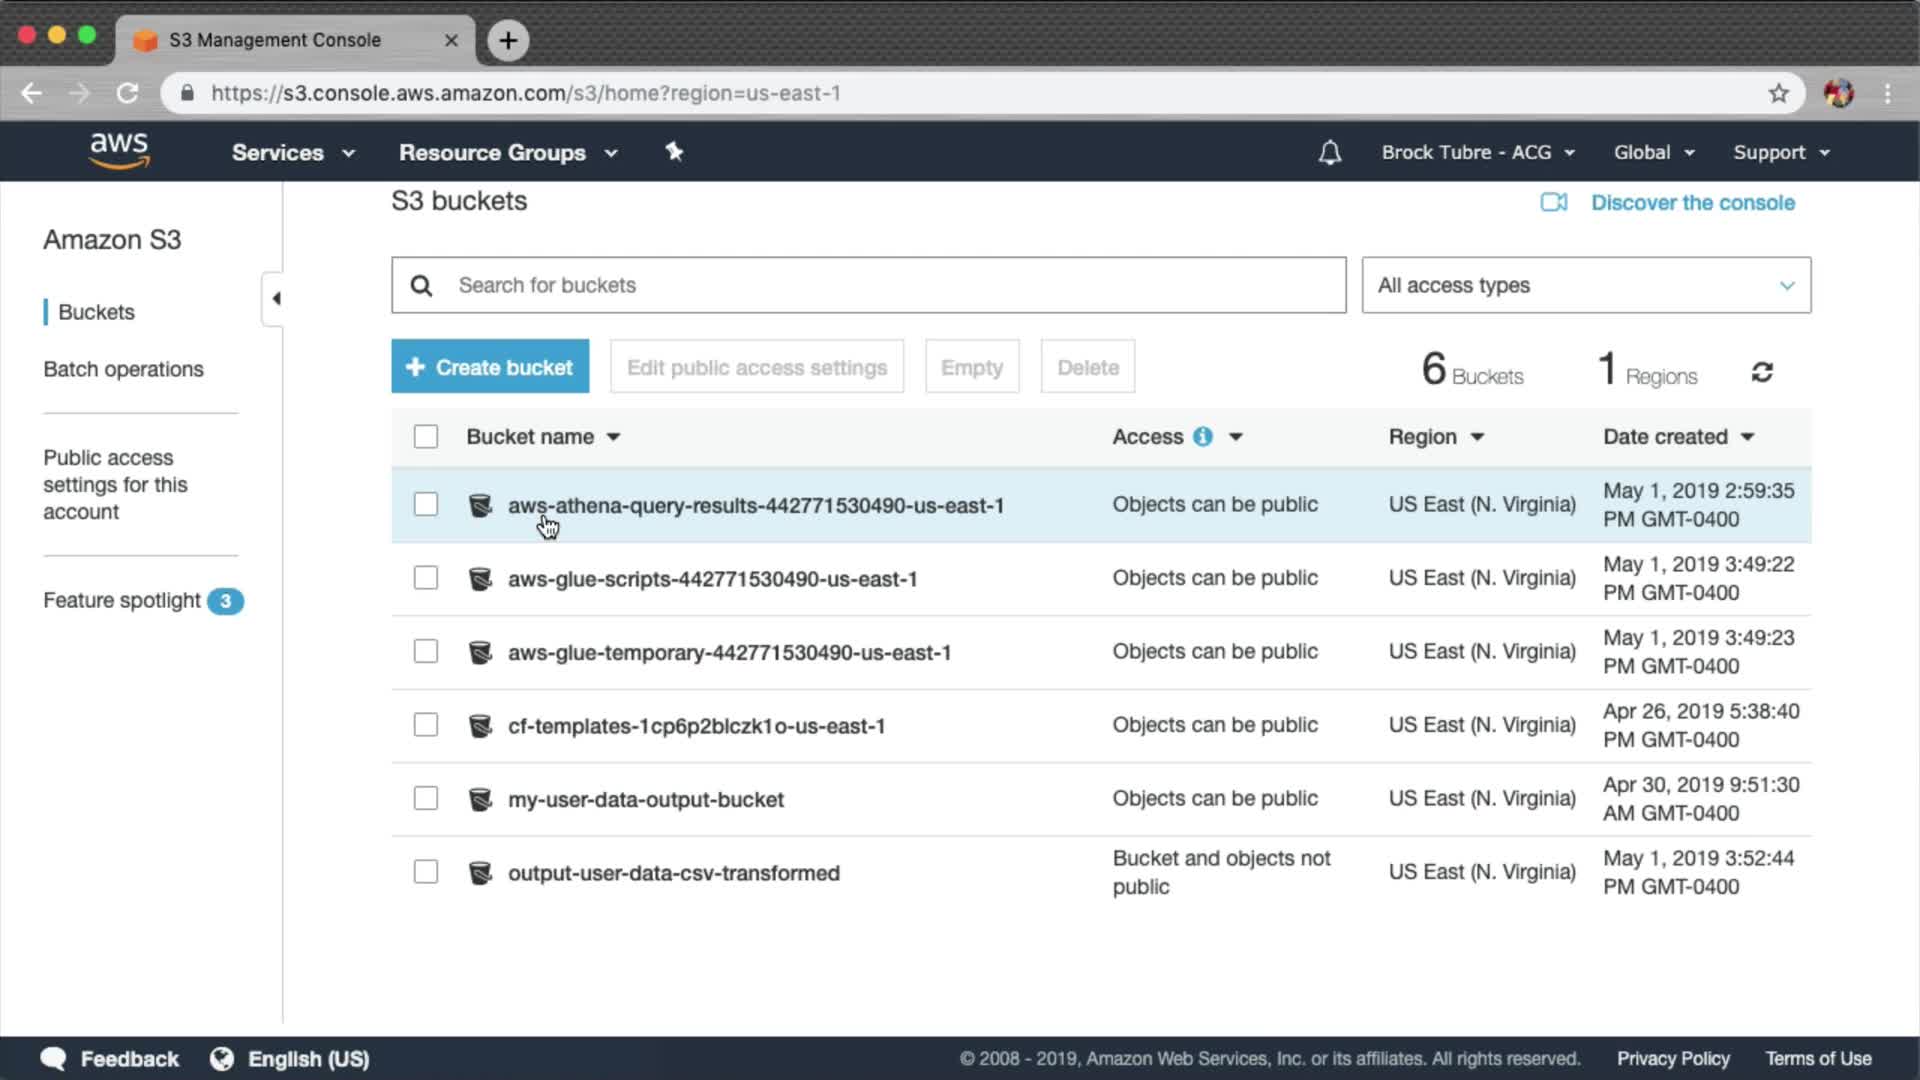 S3 Management Console
https://s3.console.aws.amazon.com/s3/home?region=us-east-1
aws
Services
Resource Groups
Brock Tubre - ACG
Global
Support
Amazon S3
Buckets
Batch operations
Public access
settings for this
account
Feature spotlight 3
S3 buckets
Discover the console
Search for buckets
All access types
Create bucket
Edit public access settings
Empty
Delete
6 Buckets
1 Regions
Bucket name
Access
Region
Date created
aws-athena-query-results-442771530490-us-east-1
Objects can be public
US East (N. Virginia)
May 1, 2019 2:59:35
PM GMT-0400
aws-glue-scripts-442771530490-us-east-1
Objects can be public
US East (N. Virginia)
May 1, 2019 3:49:22
PM GMT-0400
aws-glue-temporary-442771530490-us-east-1
Objects can be public
US East (N. Virginia)
May 1, 2019 3:49:23
PM GMT-0400
cf-templates-1cp6p2blczk1o-us-east-1
Objects can be public
US East (N. Virginia)
Apr 26, 2019 5:38:40
PM GMT-0400
my-user-data-output-bucket
Objects can be public
US East (N. Virginia)
Apr 30, 2019 9:51:30
AM GMT-0400
output-user-data-csv-transformed
Bucket and objects not
public
US East (N. Virginia)
May 1, 2019 3:52:44
PM GMT-0400
Feedback
English (US)
© 2008 - 2019, Amazon Web Services, Inc. or its affiliates. All rights reserved.
Privacy Policy
Terms of Use